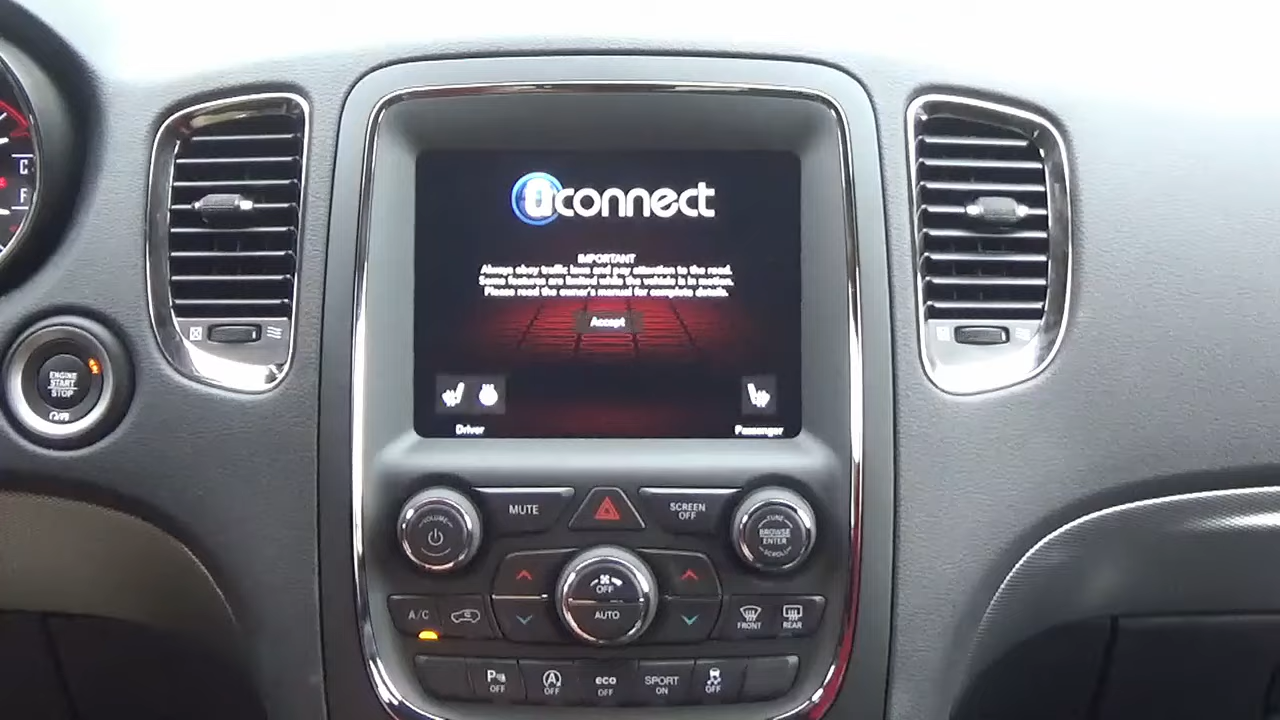 uconnect
IMPORTANT
Always obey traffic laws and pay attention to the road.
Some features are limited while the vehicle is in motion.
Please read the owner's manual for complete details.
Accept
Driver
Passenger
C
F
ENGINE
START
STOP
VOLUME
MUTE
SCREEN
OFF
TUNE
BROWSE
ENTER
SCROLL
OFF
AUTO
A/C
FRONT
REAR
P
OFF
A
OFF
eco
OFF
SPORT
ON
OFF